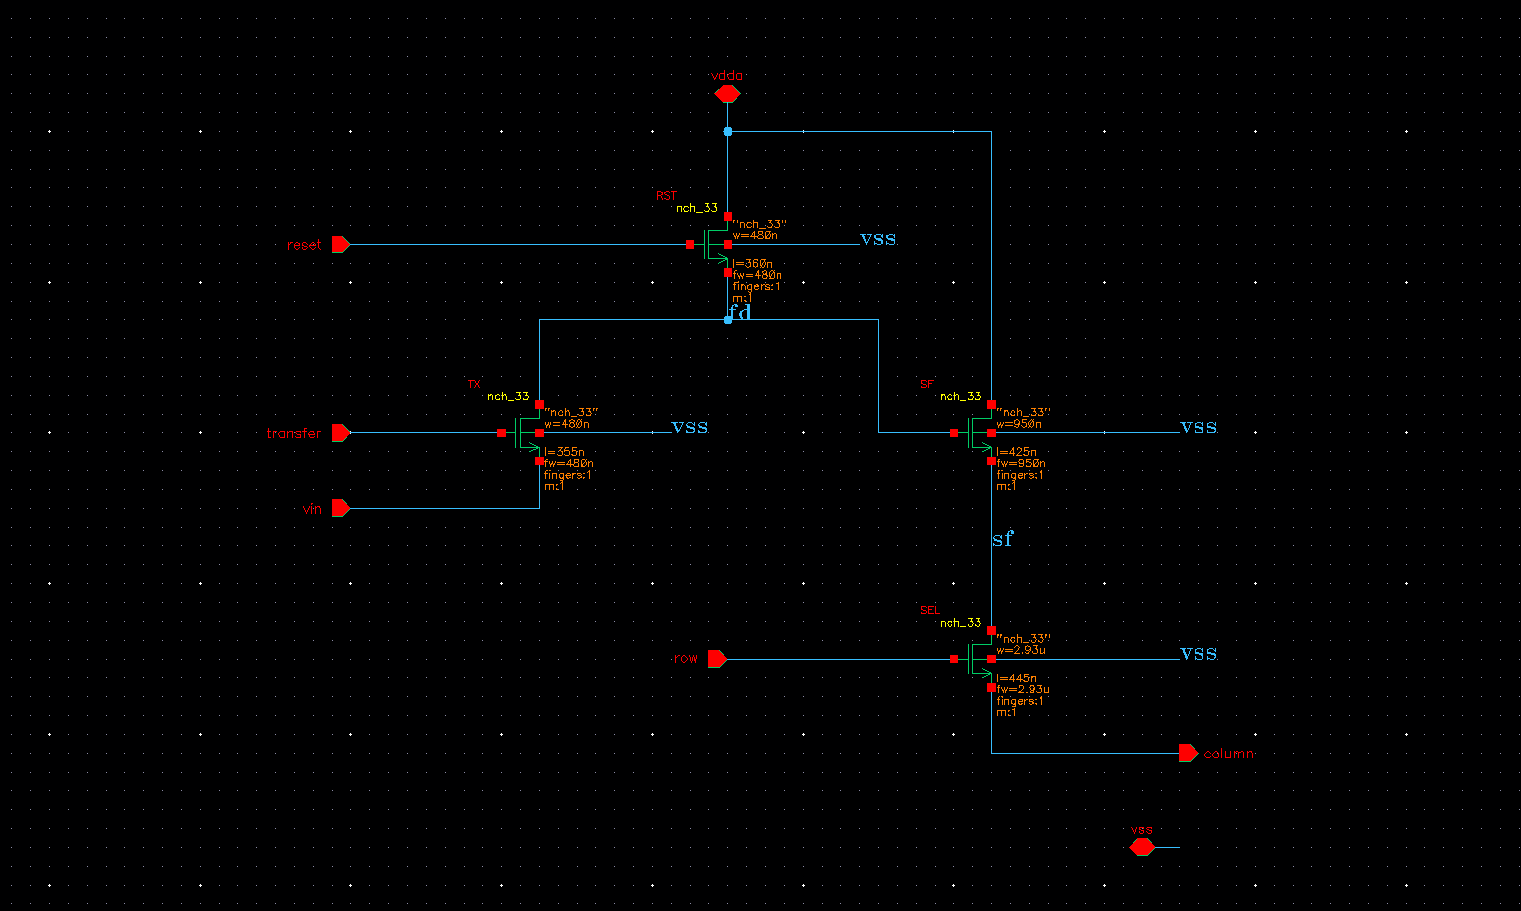 vdda
RST
nch_33
"nch_33"
w=480n
reset
vss
l=360n
fw=480n
fingers:1
m:1
fd
TX
nch_33
"nch_33"
w=480n
transfer
vss
l=355n
fw=480n
fingers:1
m:1
vin
SF
nch_33
"nch_33"
w=950n
vss
l=425n
fw=950n
fingers:1
m:1
sf
SEL
nch_33
"nch_33"
w=2.93u
row
vss
l=445n
fw=2.93u
fingers:1
m:1
column
vss